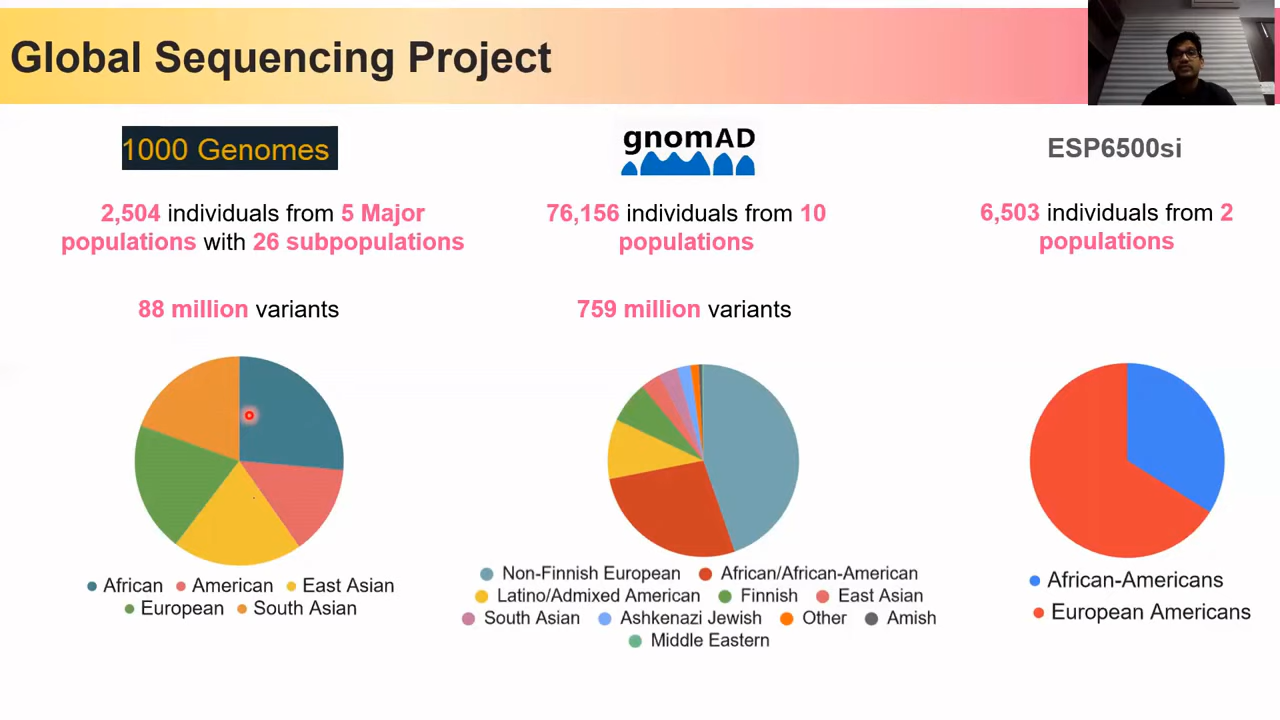 Global Sequencing Project
1000 Genomes
2,504 individuals from 5 Major
populations with 26 subpopulations
88 million variants
African American East Asian
European South Asian
gnomAD
76,156 individuals from 10
populations
759 million variants
Non-Finnish European African/African-American
Latino/Admixed American Finnish East Asian
South Asian Ashkenazi Jewish Other Amish
Middle Eastern
ESP6500si
6,503 individuals from 2
populations
African-Americans
European Americans